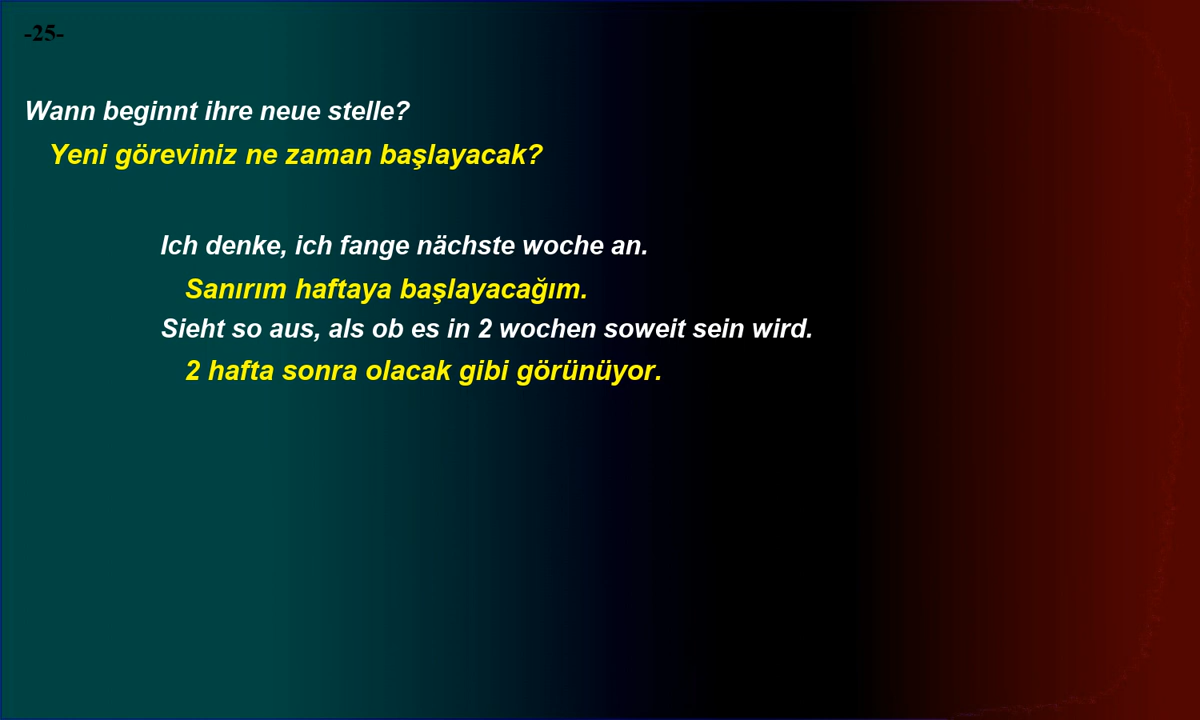 -25-
Wann beginnt ihre neue stelle?
Yeni göreviniz ne zaman başlayacak?
Ich denke, ich fange nächste woche an.
Sanırım haftaya başlayacağım.
Sieht so aus, als ob es in 2 wochen soweit sein wird.
2 hafta sonra olacak gibi görünüyor.